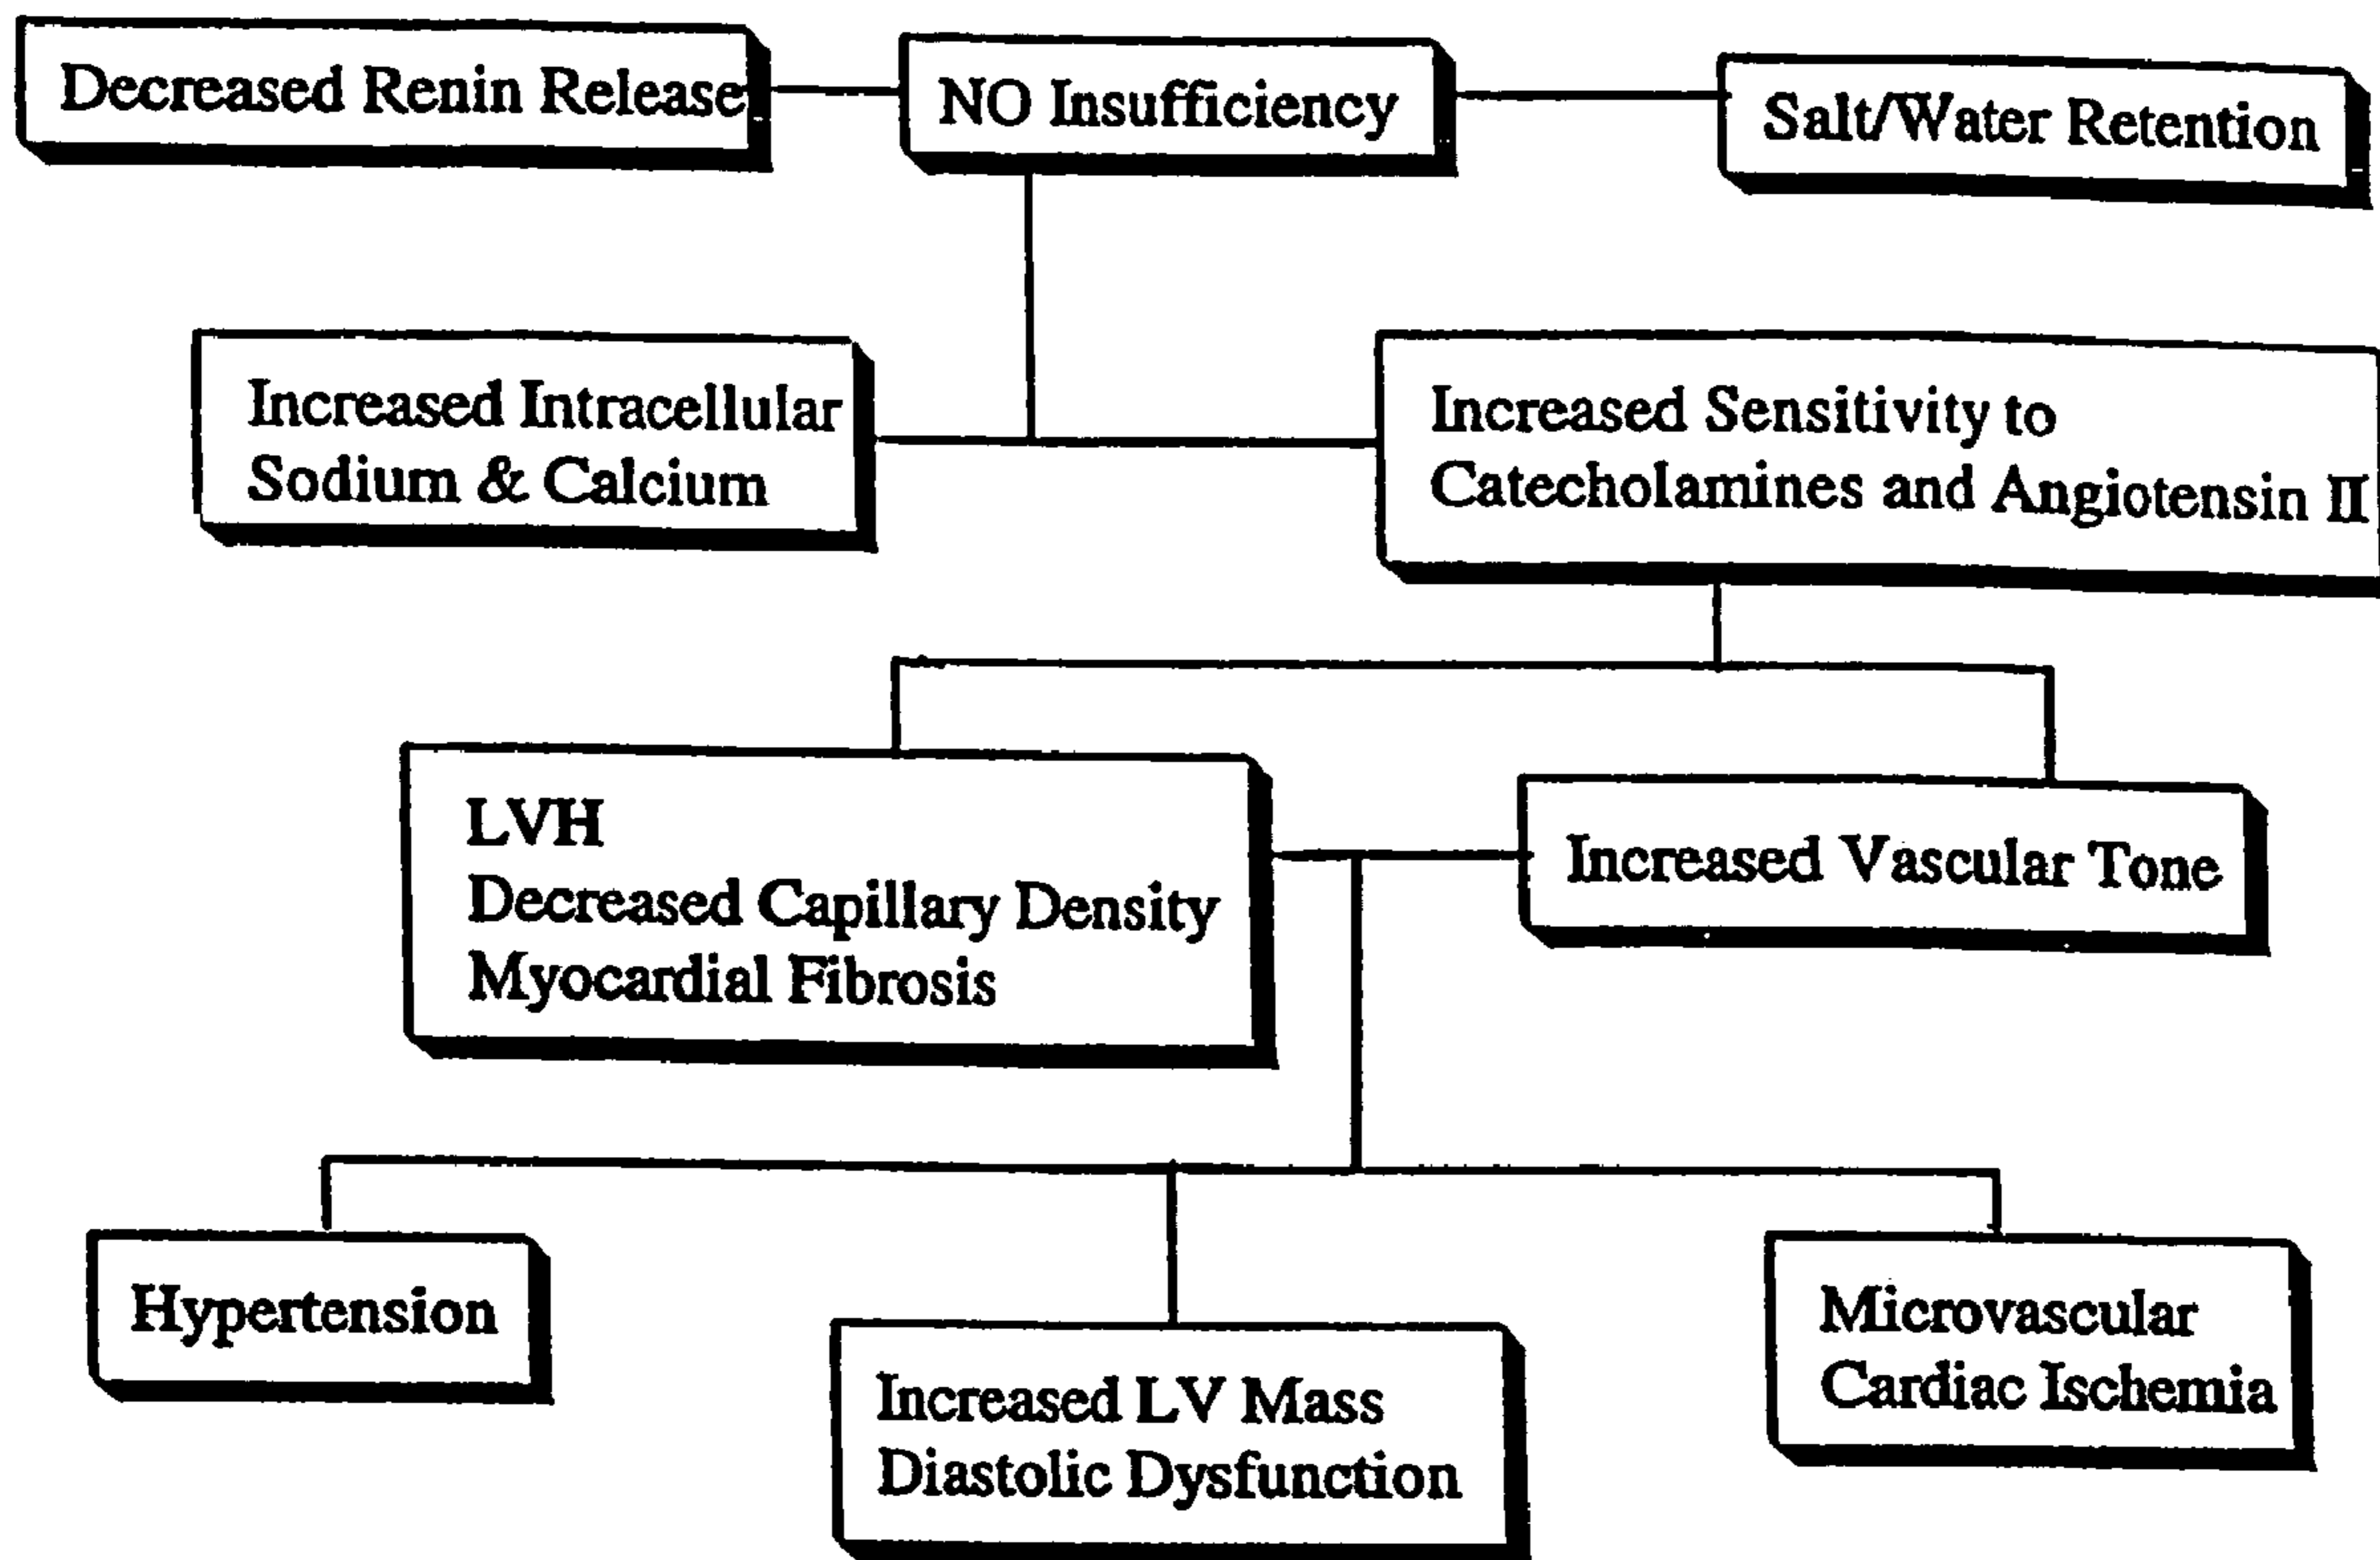 Decreased Renin Release
NO Insufficiency
Salt/Water Retention
Increased Intracellular
Sodium & Calcium
Increased Sensitivity to
Catecholamines and Angiotensin II
LVH
Decreased Capillary Density
Myocardial Fibrosis
Increased Vascular Tone
Hypertension
Increased LV Mass
Diastolic Dysfunction
Microvascular
Cardiac Ischemia